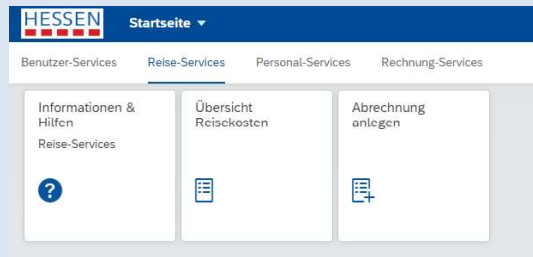 HESSEN
Startseite
Benutzer-Services Reise-Services Personal-Services Rechnung-Services
Informationen &
Hilfen
Reise-Services
Übersicht
Reisekosten
Abrechnung
anlegen